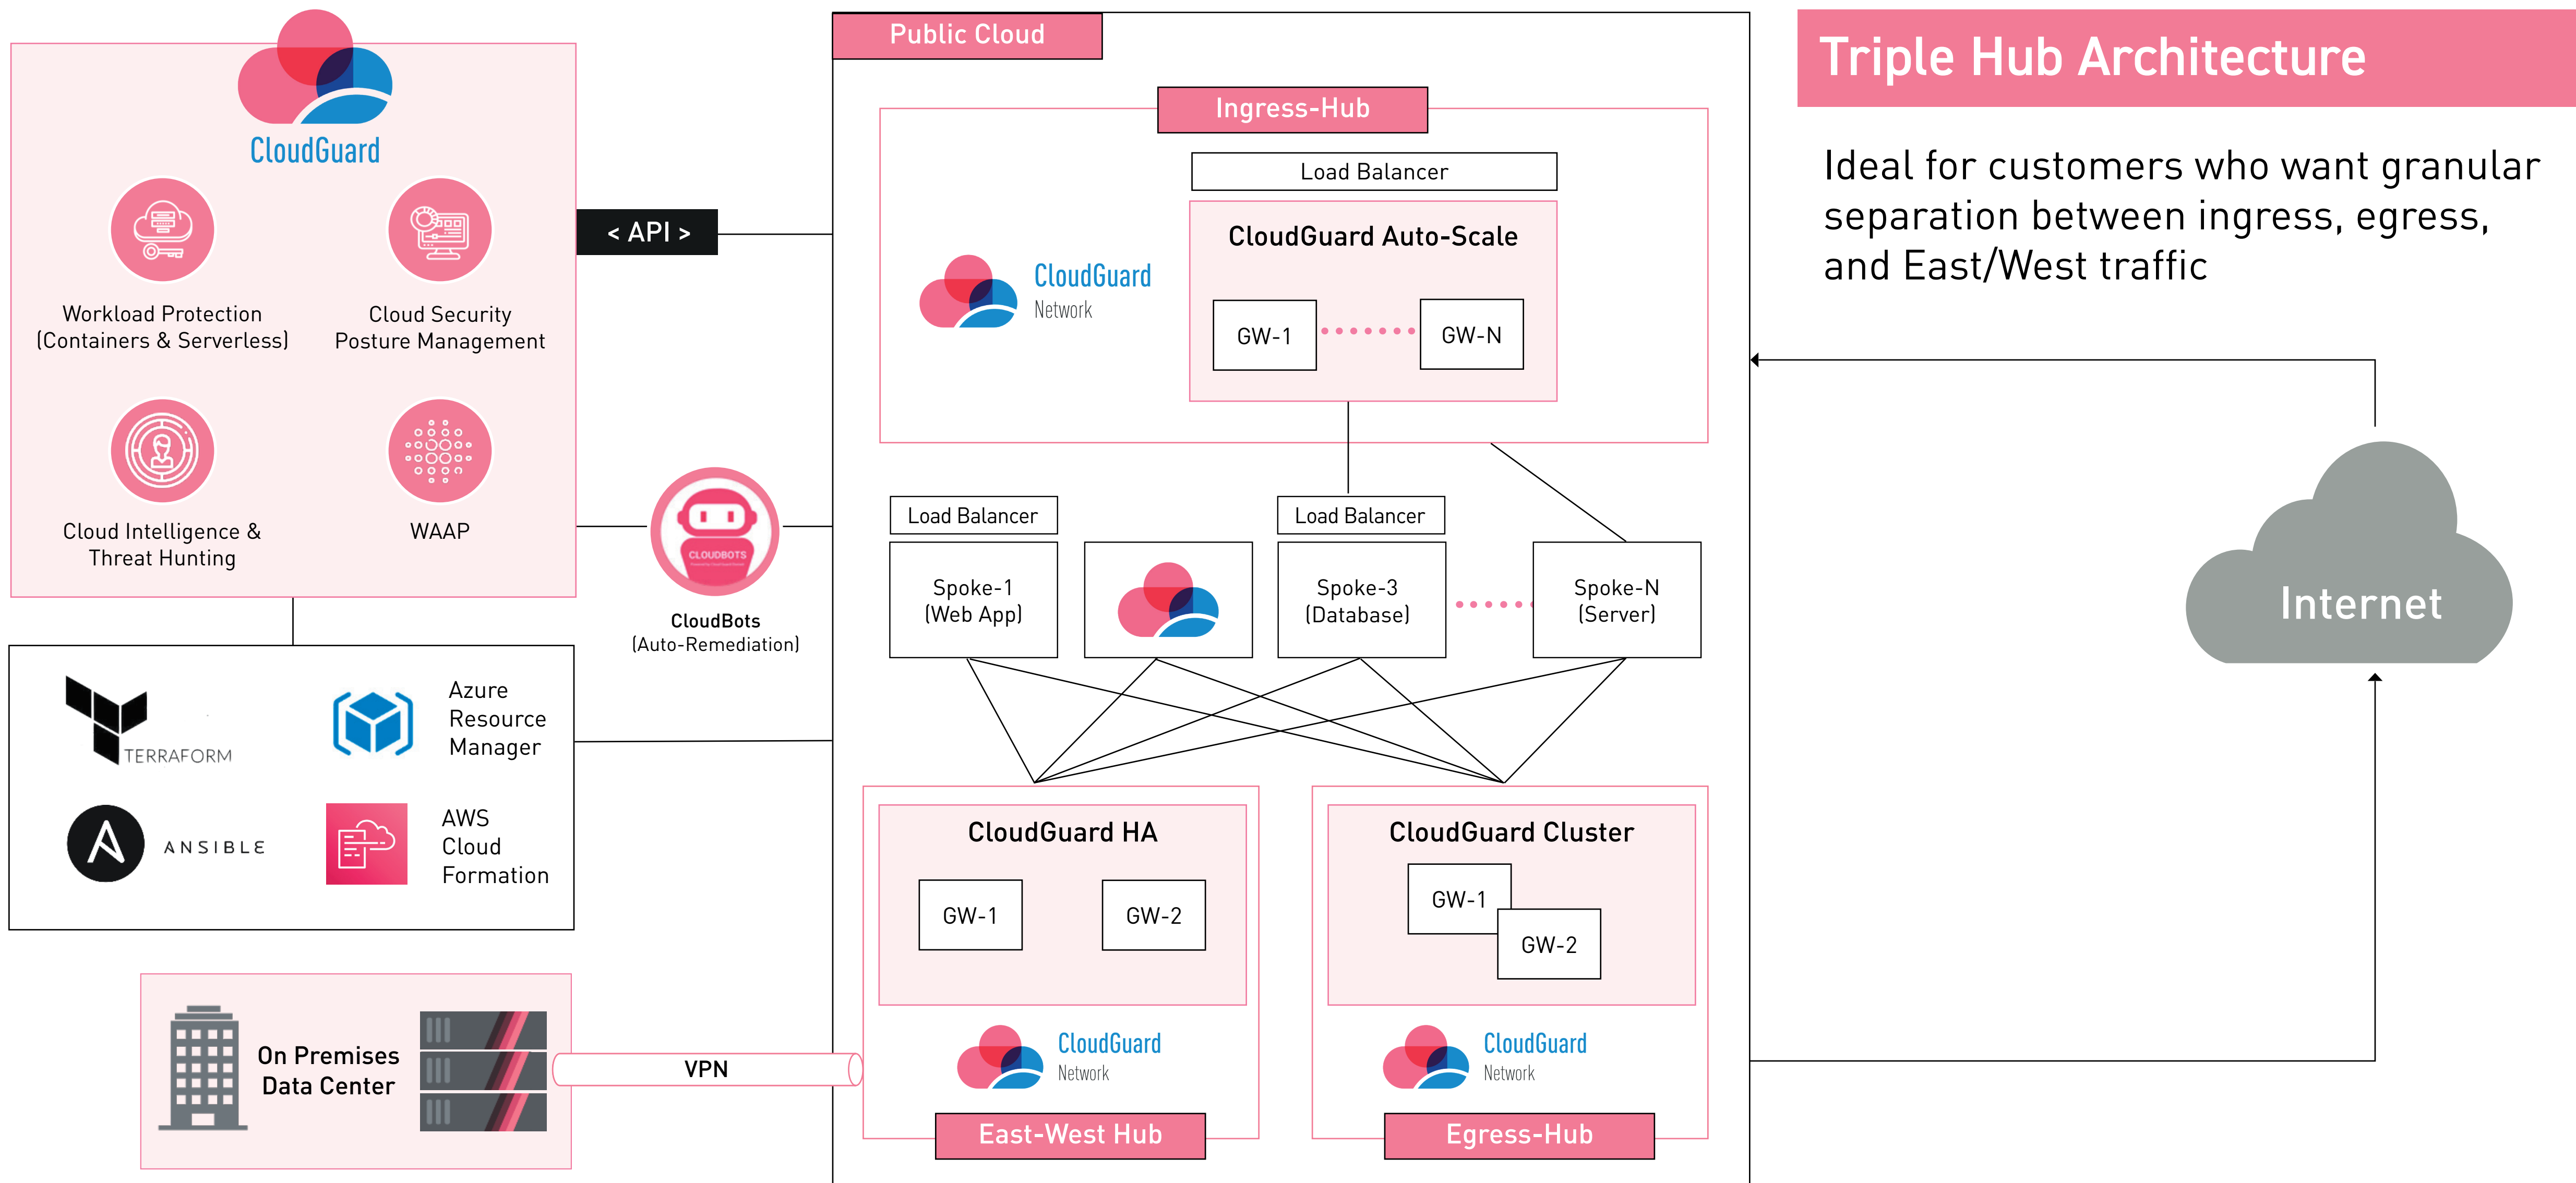 Public Cloud
Triple Hub Architecture
Ideal for customers who want granular
separation between ingress, egress,
and East/West traffic
CloudGuard
Workload Protection
(Containers & Serverless)
Cloud Security
Posture Management
Cloud Intelligence &
Threat Hunting
WAAP
< API >
CLOUDBOTS
CloudBots
(Auto-Remediation)
TERRAFORM
Azure
Resource
Manager
ANSIBLE
AWS
Cloud
Formation
On Premises
Data Center
VPN
Ingress-Hub
Load Balancer
CloudGuard Auto-Scale
CloudGuard
Network
GW-1
GW-N
Load Balancer
Load Balancer
Spoke-1
(Web App)
Spoke-3
(Database)
Spoke-N
(Server)
CloudGuard HA
GW-1
GW-2
CloudGuard
Network
East-West Hub
CloudGuard Cluster
GW-1
GW-2
CloudGuard
Network
Egress-Hub
Internet